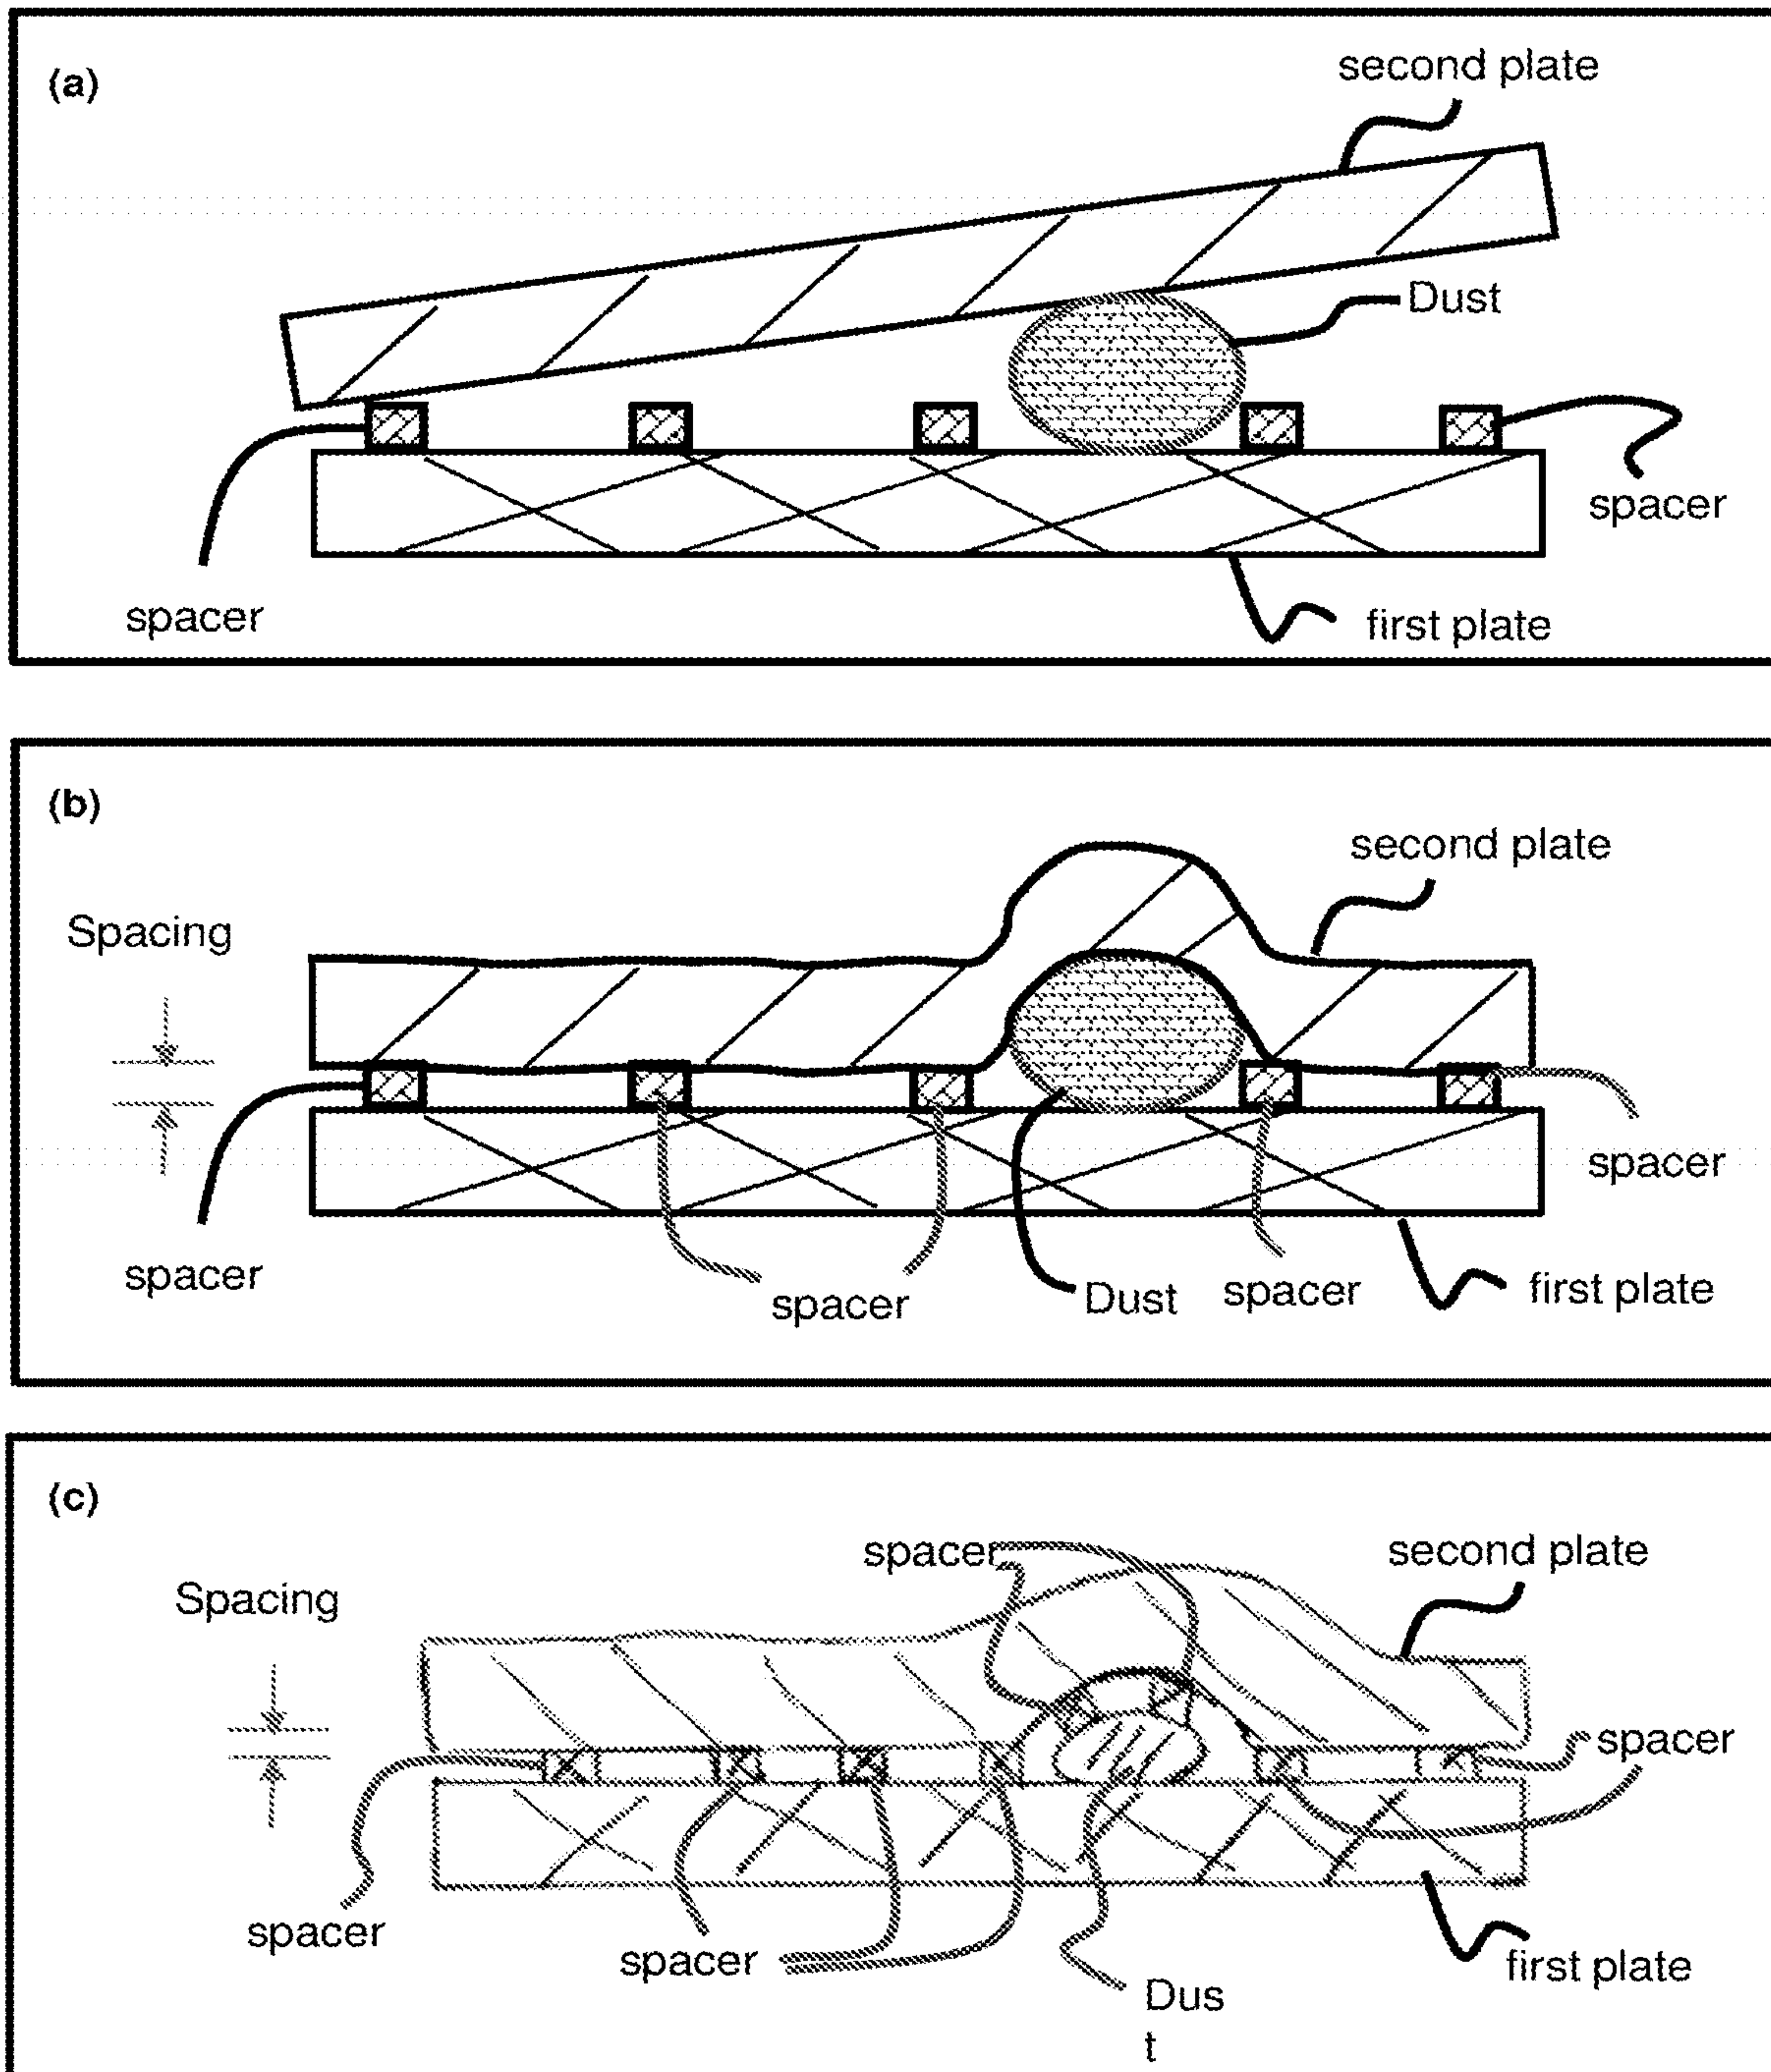 (a)
second plate
Dust
spacer
spacer
first plate
(b)
second plate
Spacing
spacer
spacer
spacer
Dust
spacer
first plate
(c)
spacer
second plate
Spacing
spacer
spacer
spacer
first plate
Dus
t